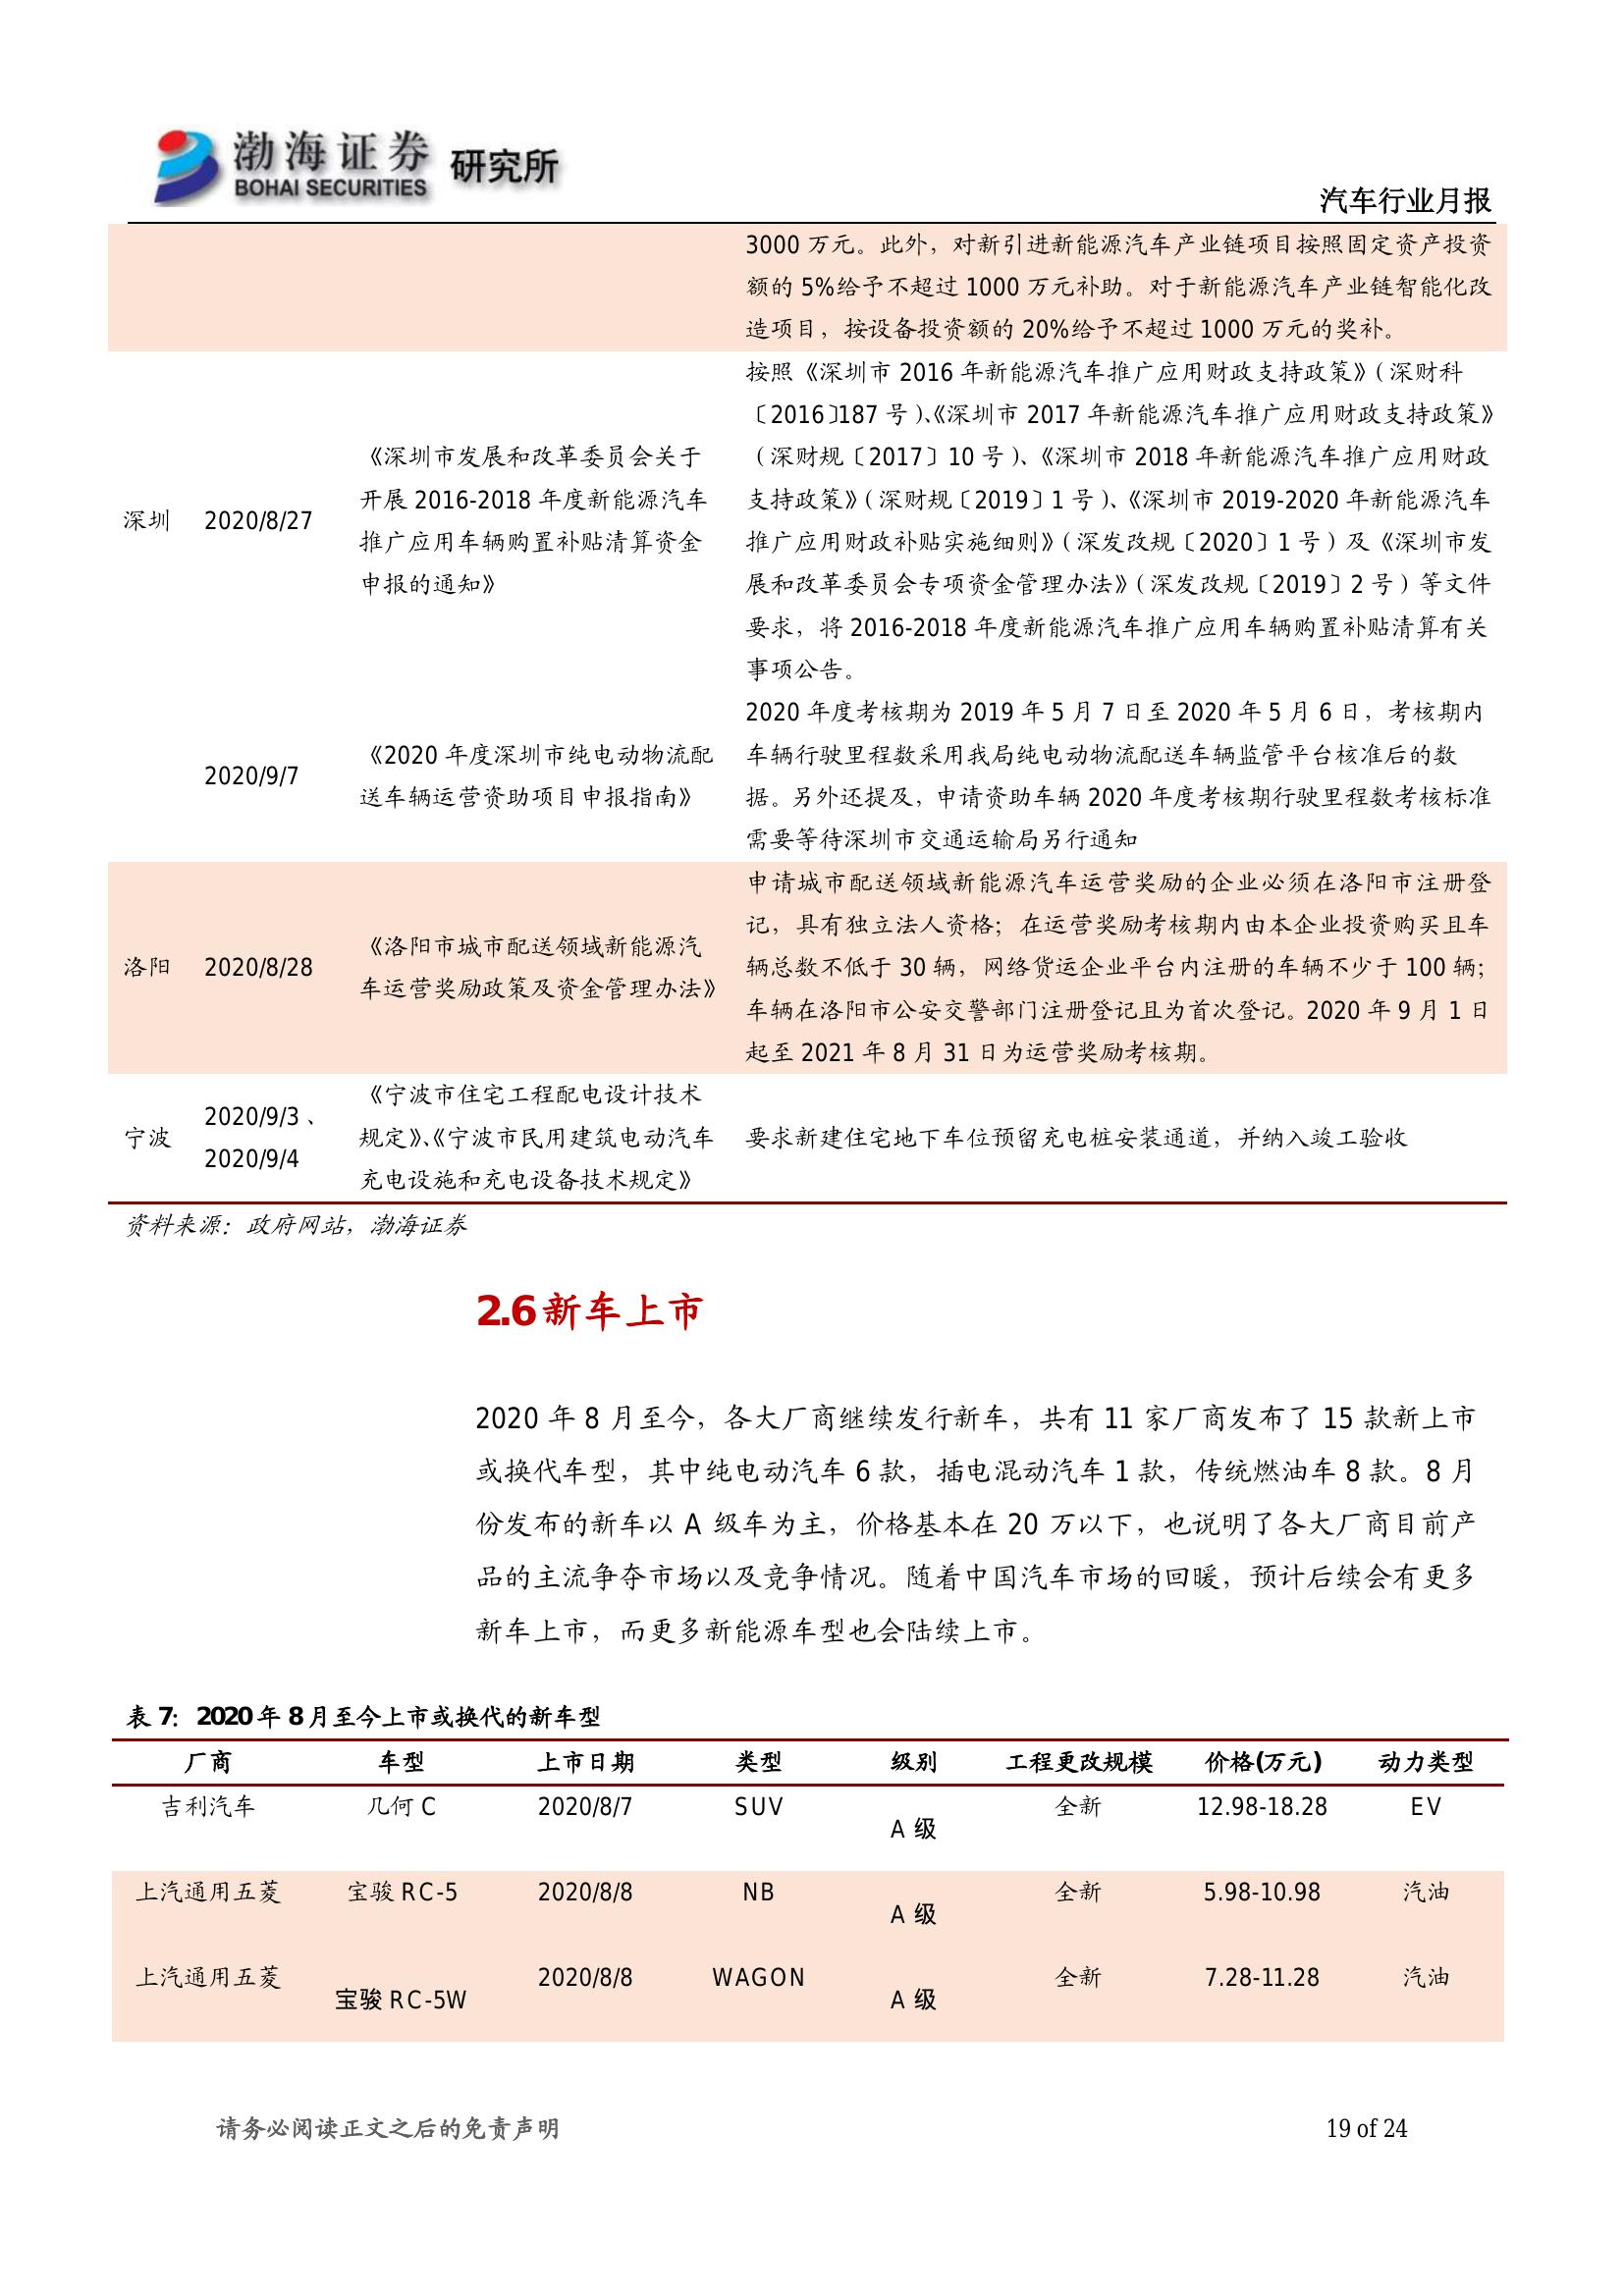 渤海证券 研究所
BOHAI SECURITIES
汽车行业月报
3000 万元。此外，对新引进新能源汽车产业链项目按照固定资产投资
额的 5%给予不超过 1000 万元补助。对于新能源汽车产业链智能化改
造项目，按设备投资额的 20%给予不超过 1000 万元的奖补。
深圳
2020/8/27
《深圳市发展和改革委员会关于
开展 2016-2018 年度新能源汽车
推广应用车辆购置补贴清算资金
申报的通知》
按照《深圳市 2016 年新能源汽车推广应用财政支持政策》（深财科
〔2016〕187 号）、《深圳市 2017 年新能源汽车推广应用财政支持政策》
（深财规〔2017〕10 号）、《深圳市 2018 年新能源汽车推广应用财政
支持政策》（深财规〔2019〕1 号）、《深圳市 2019-2020 年新能源汽车
推广应用财政补贴实施细则》（深发改规〔2020〕1 号）及《深圳市发
展和改革委员会专项资金管理办法》（深发改规〔2019〕2 号）等文件
要求，将 2016-2018 年度新能源汽车推广应用车辆购置补贴清算有关
事项公告。
2020/9/7
《2020 年度深圳市纯电动物流配
送车辆运营资助项目申报指南》
2020 年度考核期为 2019 年 5 月 7 日至 2020 年 5 月 6 日，考核期内
车辆行驶里程数采用我局纯电动物流配送车辆监管平台核准后的数
据。另外还提及，申请资助车辆 2020 年度考核期行驶里程数考核标准
需要等待深圳市交通运输局另行通知
洛阳
2020/8/28
《洛阳市城市配送领域新能源汽
车运营奖励政策及资金管理办法》
申请城市配送领域新能源汽车运营奖励的企业必须在洛阳市注册登
记，具有独立法人资格；在运营奖励考核期内由本企业投资购买且车
辆总数不低于 30 辆，网络货运企业平台内注册的车辆不少于 100 辆；
车辆在洛阳市公安交警部门注册登记且为首次登记。2020 年 9 月 1 日
起至 2021 年 8 月 31 日为运营奖励考核期。
宁波
2020/9/3 、
2020/9/4
《宁波市住宅工程配电设计技术
规定》、《宁波市民用建筑电动汽车
充电设施和充电设备技术规定》
要求新建住宅地下车位预留充电桩安装通道，并纳入竣工验收
资料来源：政府网站，渤海证券
2.6 新车上市
2020 年 8 月至今，各大厂商继续发行新车，共有 11 家厂商发布了 15 款新上市
或换代车型，其中纯电动汽车 6 款，插电混动汽车 1 款，传统燃油车 8 款。8 月
份发布的新车以 A 级车为主，价格基本在 20 万以下，也说明了各大厂商目前产
品的主流争夺市场以及竞争情况。随着中国汽车市场的回暖，预计后续会有更多
新车上市，而更多新能源车型也会陆续上市。
表 7：2020 年 8 月至今上市或换代的新车型
厂商 车型 上市日期 类型 级别 工程更改规模 价格(万元) 动力类型
吉利汽车 几何 C 2020/8/7 SUV A 级 全新 12.98-18.28 EV
上汽通用五菱 宝骏 RC-5 2020/8/8 NB A 级 全新 5.98-10.98 汽油
上汽通用五菱 宝骏 RC-5W 2020/8/8 WAGON A 级 全新 7.28-11.28 汽油
请务必阅读正文之后的免责声明
19 of 24